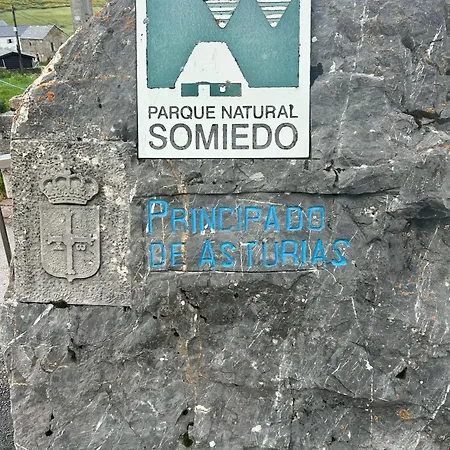 PARQUE NATURAL
SOMIEDO
PRINCIPADO
DE ASTURIAS